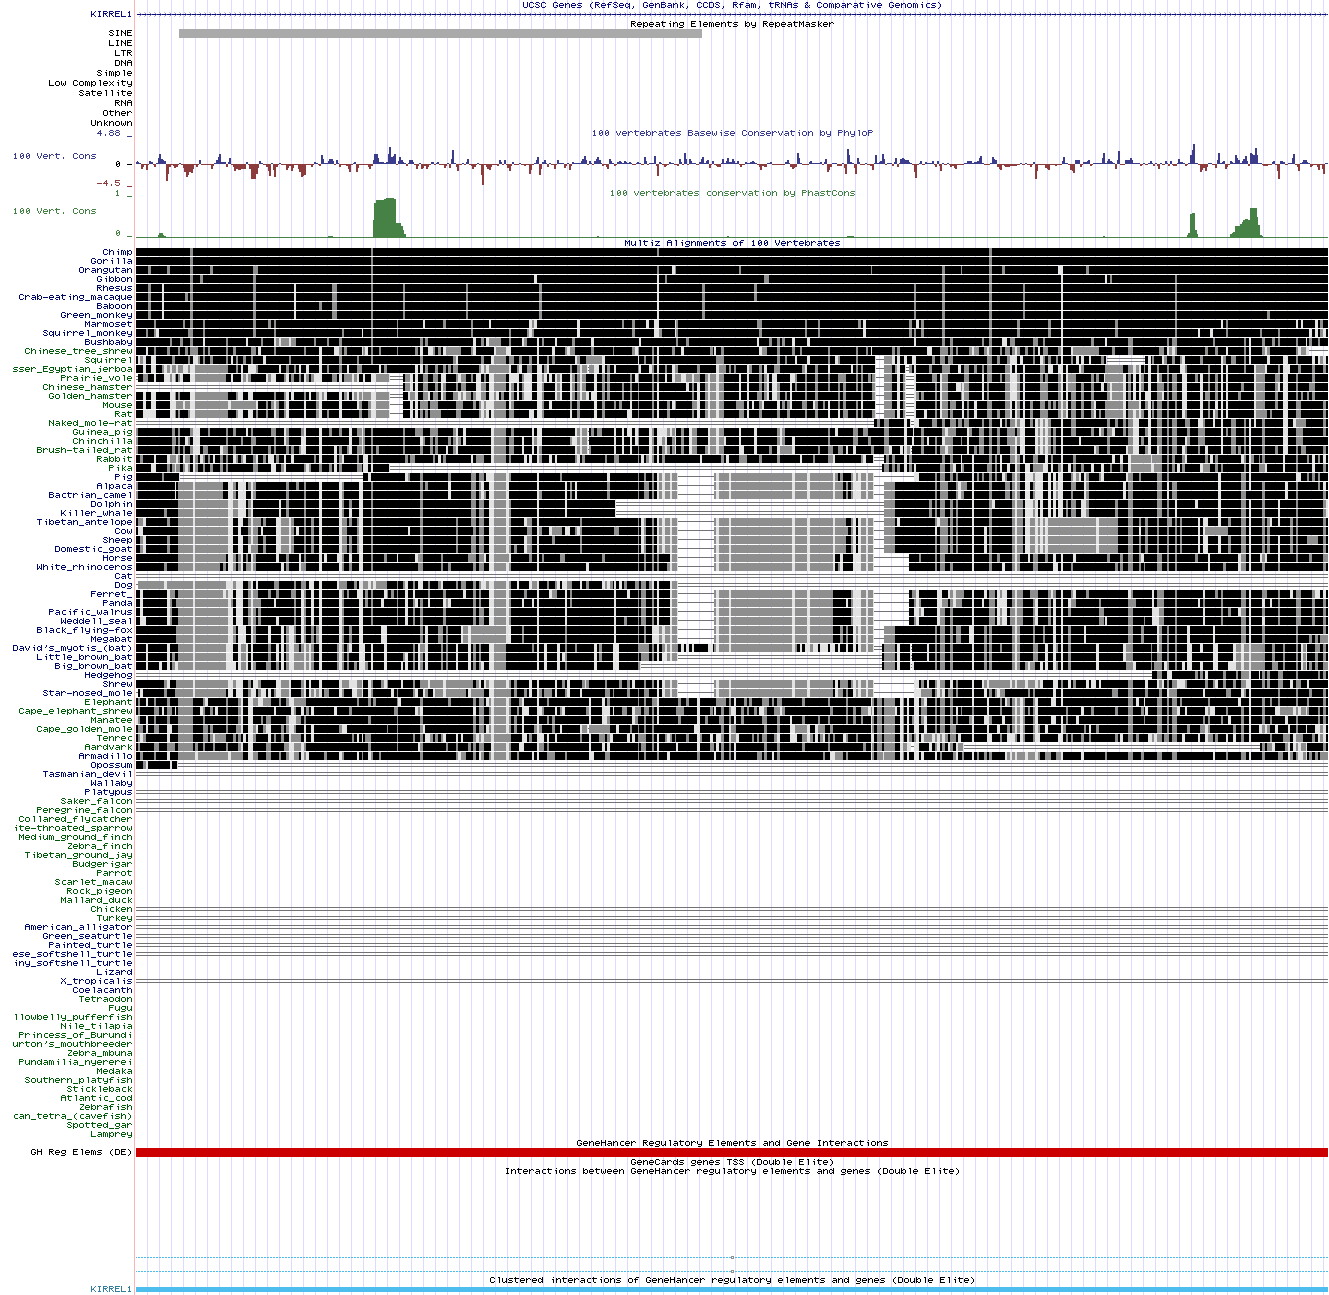 UCSC Genes (RefSeq, GenBank, CCDS, Rfam, tRNAs & Comparative Genomics)
KIRREL1
Repeating Elements by RepeatMasker
SINE
LINE
LTR
DNA
Simple
Low Complexity
Satellite
RNA
Other
Unknown
4.88 _
100 vertebrates Basewise Conservation by PhyloP
100 Vert. Cons
0 -
-4.5 _
1 _
100 vertebrates conservation by PhastCons
100 Vert. Cons
0 _
Multiz Alignments of 100 Vertebrates
Chimp
Gorilla
Orangutan
Gibbon
Rhesus
Crab-eating_macaque
Baboon
Green_monkey
Marmoset
Squirrel_monkey
Bushbaby
Chinese_tree_shrew
Squirrel
sser_Egyptian_jerboa
Prairie_vole
Chinese_hamster
Golden_hamster
Mouse
Rat
Naked_mole-rat
Guinea_pig
Chinchilla
Brush-tailed_rat
Rabbit
Pika
Pig
Alpaca
Bactrian_camel
Dolphin
Killer_whale
Tibetan_antelope
Cow
Sheep
Domestic_goat
Horse
White_rhinoceros
Cat
Dog
Ferret_
Panda
Pacific_walrus
Weddell_seal
Black_flying-fox
Megabat
David's_myotis_(bat)
Little_brown_bat
Big_brown_bat
Hedgehog
Shrew
Star-nosed_mole
Elephant
Cape_elephant_shrew
Manatee
Cape_golden_mole
Tenrec
Aardvark
Armadillo
Opossum
Tasmanian_devil
Wallaby
Platypus
Saker_falcon
Peregrine_falcon
Collared_flycatcher
ite-throated_sparrow
Medium_ground_finch
Zebra_finch
Tibetan_ground_jay
Budgerigar
Parrot
Scarlet_macaw
Rock_pigeon
Mallard_duck
Chicken
Turkey
American_alligator
Green_seaturtle
Painted_turtle
ese_softshell_turtle
iny_softshell_turtle
Lizard
X_tropicalis
Coelacanth
Tetraodon
Fugu
llowbelly_pufferfish
Nile_tilapia
Princess_of_Burundi
urton's_mouthbreeder
Zebra_mbuna
Pundamilia_nyererei
Medaka
Southern_platyfish
Stickleback
Atlantic_cod
Zebrafish
can_tetra_(cavefish)
Spotted_gar
Lamprey
GeneHancer Regulatory Elements and Gene Interactions
GH Reg Elems (DE)
GeneCards genes TSS (Double Elite)
Interactions between GeneHancer regulatory elements and genes (Double Elite)
Clustered interactions of GeneHancer regulatory elements and genes (Double Elite)
KIRREL1